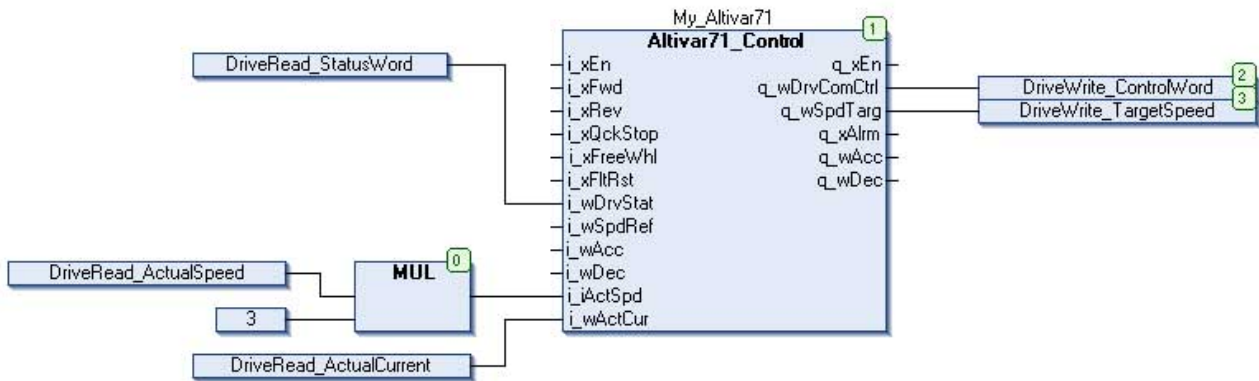 My_Altivar71
Altivar71_Control
1
DriveRead_StatusWord
i_xEn
q_xEn
i_xFwd
q_wDrvComCtrl
DriveWrite_ControlWord
2
i_xRev
q_wSpdTarg
DriveWrite_TargetSpeed
3
i_xQckStop
q_xAlrm
i_xFreeWhl
q_wAcc
i_xFltRst
q_wDec
i_wDrvStat
i_wSpdRef
i_wAcc
i_wDec
DriveRead_ActualSpeed
MUL
0
i_iActSpd
3
i_wActCur
DriveRead_ActualCurrent